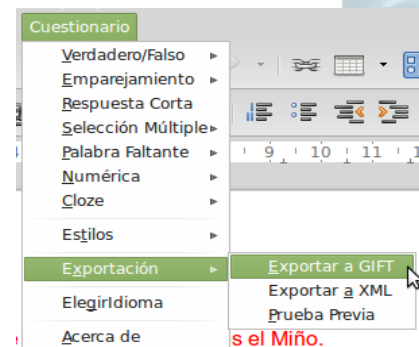 Cuestionario
Verdadero/Falso
Emparejamiento
Respuesta Corta
Selección Múltiple
Palabra Faltante
9 10 11
Numérica
Cloze
Estilos
Exportación
Exportar a GIFT
Exportar a XML
ElegirIdioma
Prueba Previa
Acerca de
s el Miño.